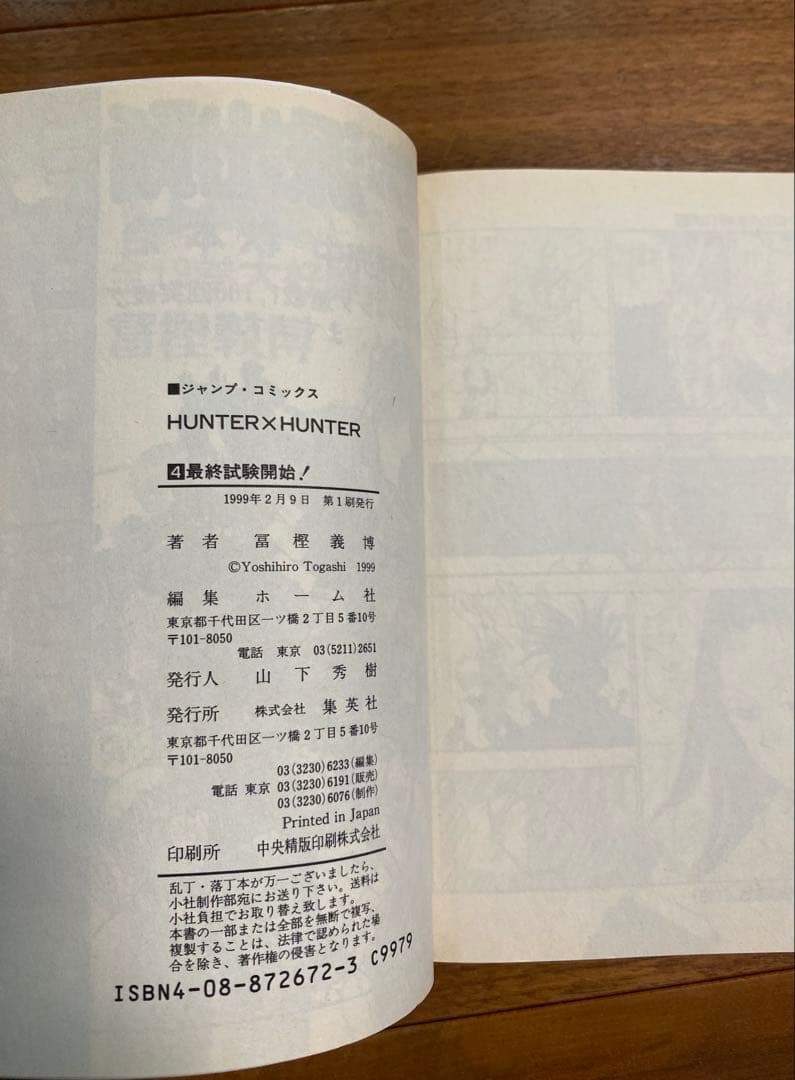 ■ジャンプ・コミックス
HUNTER×HUNTER
4最終試験開始!
1999年2月9日 第1刷発行
著者 冨樫義博
©Yoshihiro Togashi 1999
編集 ホーム社
東京都千代田区一ツ橋2丁目5番10号
〒101-8050
電話 東京 03(5211)2651
発行人 山下秀樹
発行所 株式会社 集英社
東京都千代田区一ツ橋2丁目5番10号
〒101-8050
03(3230)6233(編集)
電話 東京 03(3230)6191(販売)
03(3230)6076(制作)
Printed in Japan
印刷所 中央精版印刷株式会社
乱丁・落丁本が万一ございましたら、
小社制作部宛にお送り下さい。送料は
小社負担でお取り替え致します。
本書の一部または全部を無断で複写、
複製することは、法律で認められた場
合を除き、著作権の侵害となります。
ISBN4-08-872672-3 C9979